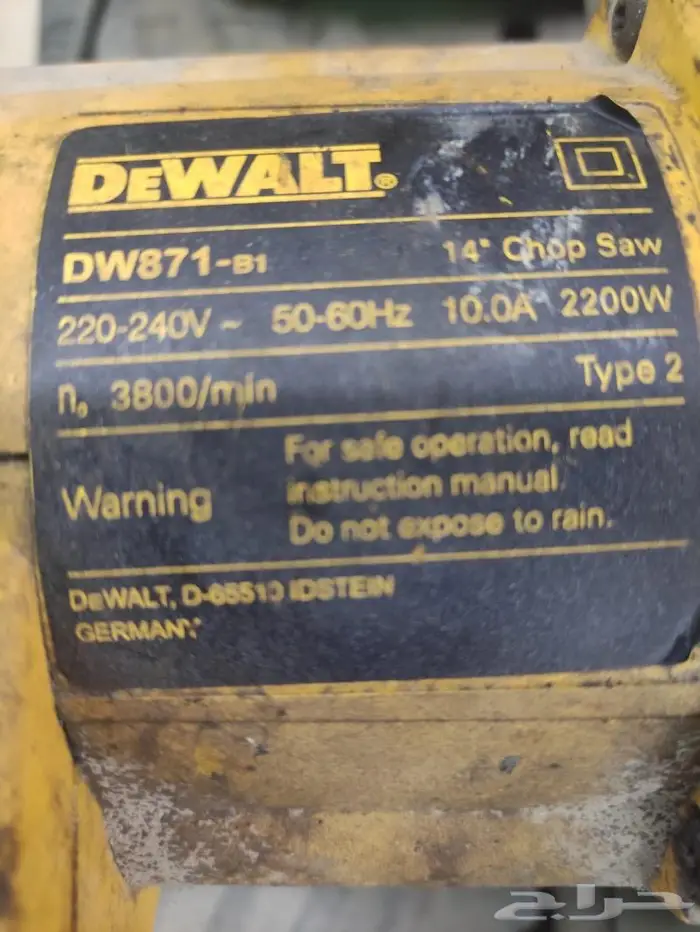 DEWALT®
DW871-B1 14" Chop Saw
220-240V ~ 50-60Hz 10.0A 2200W
n₀ 3800/min Type 2
Warning
For safe operation, read
instruction manual.
Do not expose to rain.
DEWALT, D-65510 IDSTEIN
GERMANY
حراج